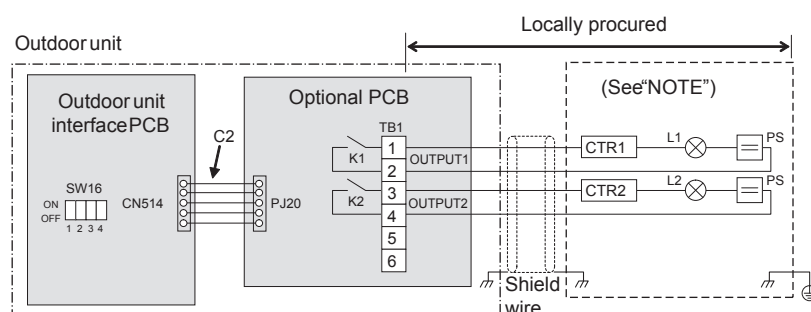 Locally procured
Outdoor unit
Outdoor unit
interface PCB
C2
SW16
ON
OFF
1 2 3 4
CN514
Optional PCB
PJ20
TB1
K1
K2
1
2
3
4
5
6
OUTPUT1
OUTPUT2
Shield
wire
(See"NOTE")
CTR1
L1
PS
CTR2
L2
PS